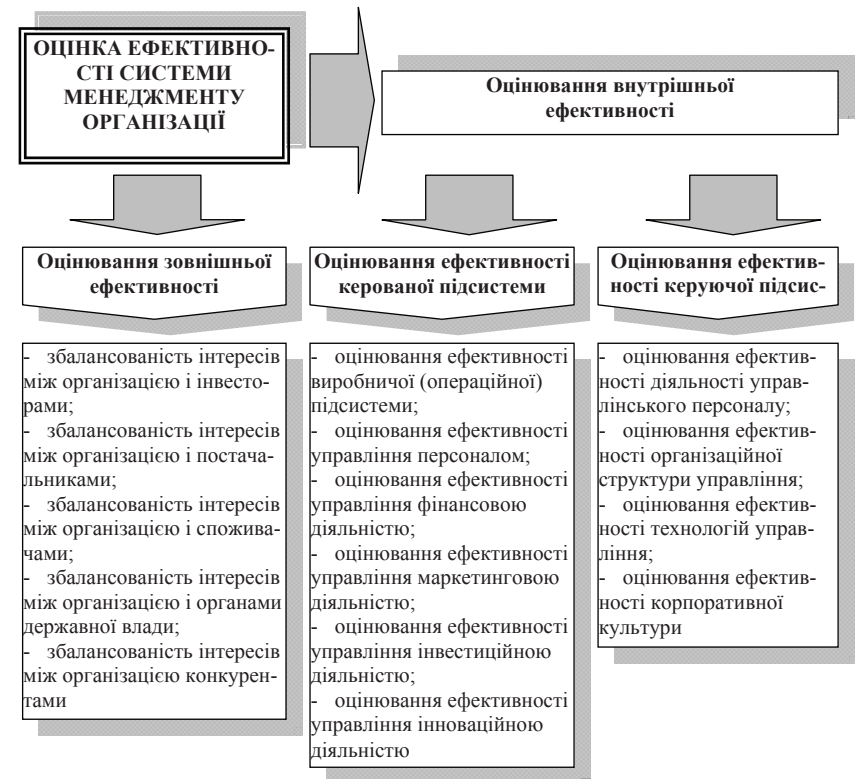 ОЦІНКА ЕФЕКТИВНО-
СТІ СИСТЕМИ
МЕНЕДЖМЕНТУ
ОРГАНІЗАЦІЇ
Оцінювання внутрішньої
ефективності
Оцінювання зовнішньої
ефективності
- збалансованість інтересів
між організацією і інвесто-
рами;
- збалансованість інтересів
між організацією і постача-
льниками;
- збалансованість інтересів
між організацією і спожива-
чами;
- збалансованість інтересів
між організацією і органами
державної влади;
- збалансованість інтересів
між організацією конкурен-
тами
Оцінювання ефективності
керованої підсистеми
- оцінювання ефективності
виробничої (операційної)
підсистеми;
- оцінювання ефективності
управління персоналом;
- оцінювання ефективності
управління фінансовою
діяльністю;
- оцінювання ефективності
управління маркетинговою
діяльністю;
- оцінювання ефективності
управління інвестиційною
діяльністю;
- оцінювання ефективності
управління інноваційною
діяльністю
Оцінювання ефектив-
ності керуючої підсис-
- оцінювання ефектив-
ності діяльності управ-
лінського персоналу;
- оцінювання ефектив-
ності організаційної
структури управління;
- оцінювання ефектив-
ності технологій управ-
ління;
- оцінювання ефектив-
ності корпоративної
культури